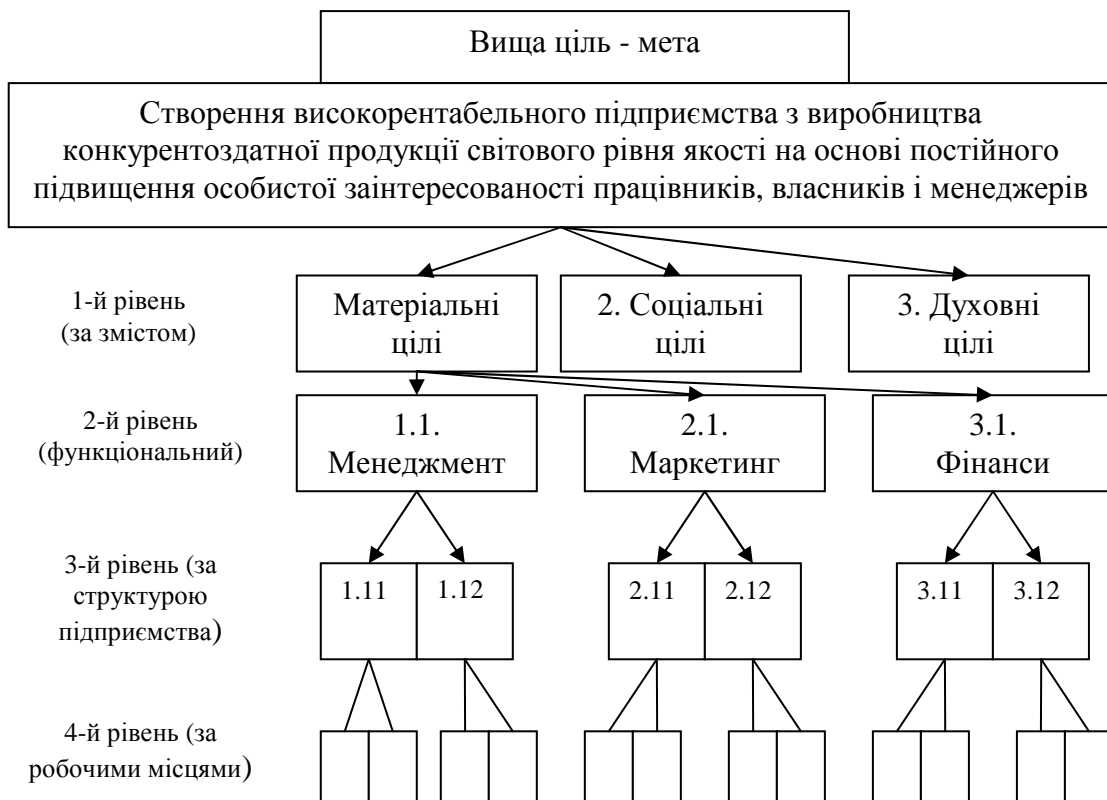 Вища ціль - мета
Створення високорентабельного підприємства з виробництва
конкурентоздатної продукції світового рівня якості на основі постійного
підвищення особистої заінтересованості працівників, власників і менеджерів
1-й рівень
(за змістом)
Матеріальні
цілі
2. Соціальні
цілі
3. Духовні
цілі
2-й рівень
(функціональний)
1.1.
Менеджмент
2.1.
Маркетинг
3.1.
Фінанси
3-й рівень (за
структурою
підприємства)
1.11
1.12
2.11
2.12
3.11
3.12
4-й рівень (за
робочими місцями)